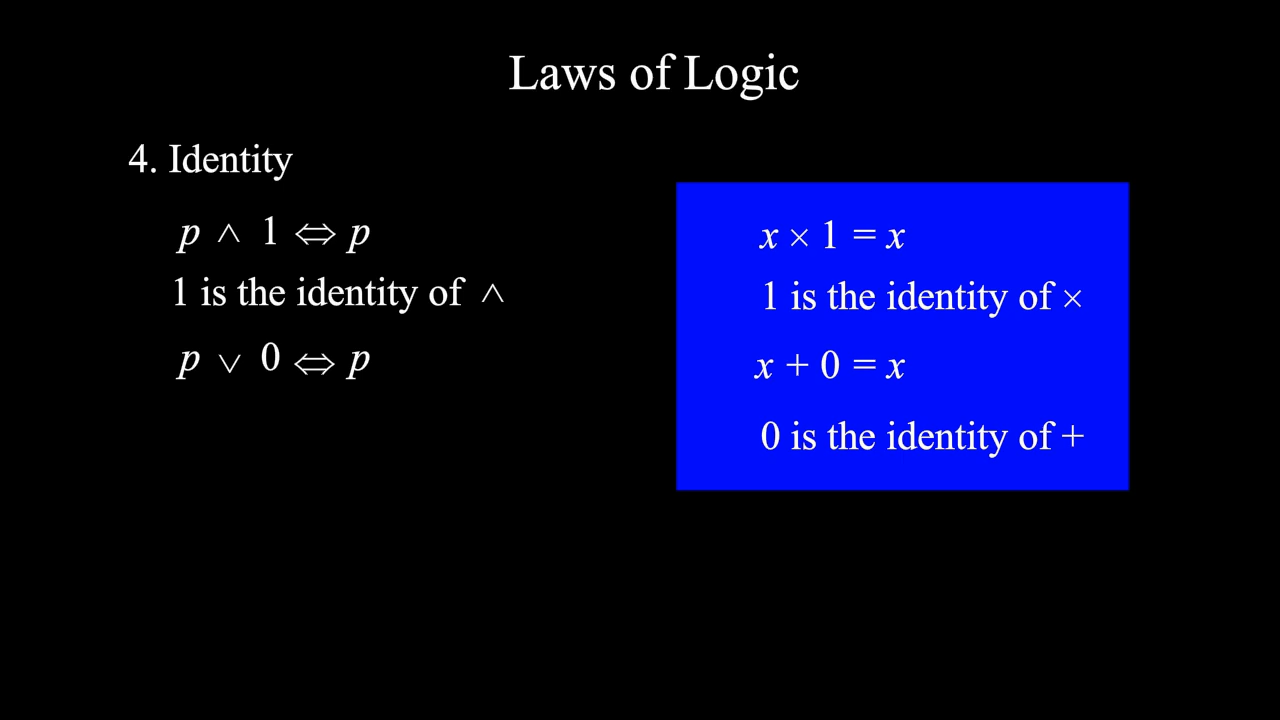 Laws of Logic
4. Identity
p ∧ 1 ⇔ p
1 is the identity of ∧
p ∨ 0 ⇔ p
x × 1 = x
1 is the identity of ×
x + 0 = x
0 is the identity of +